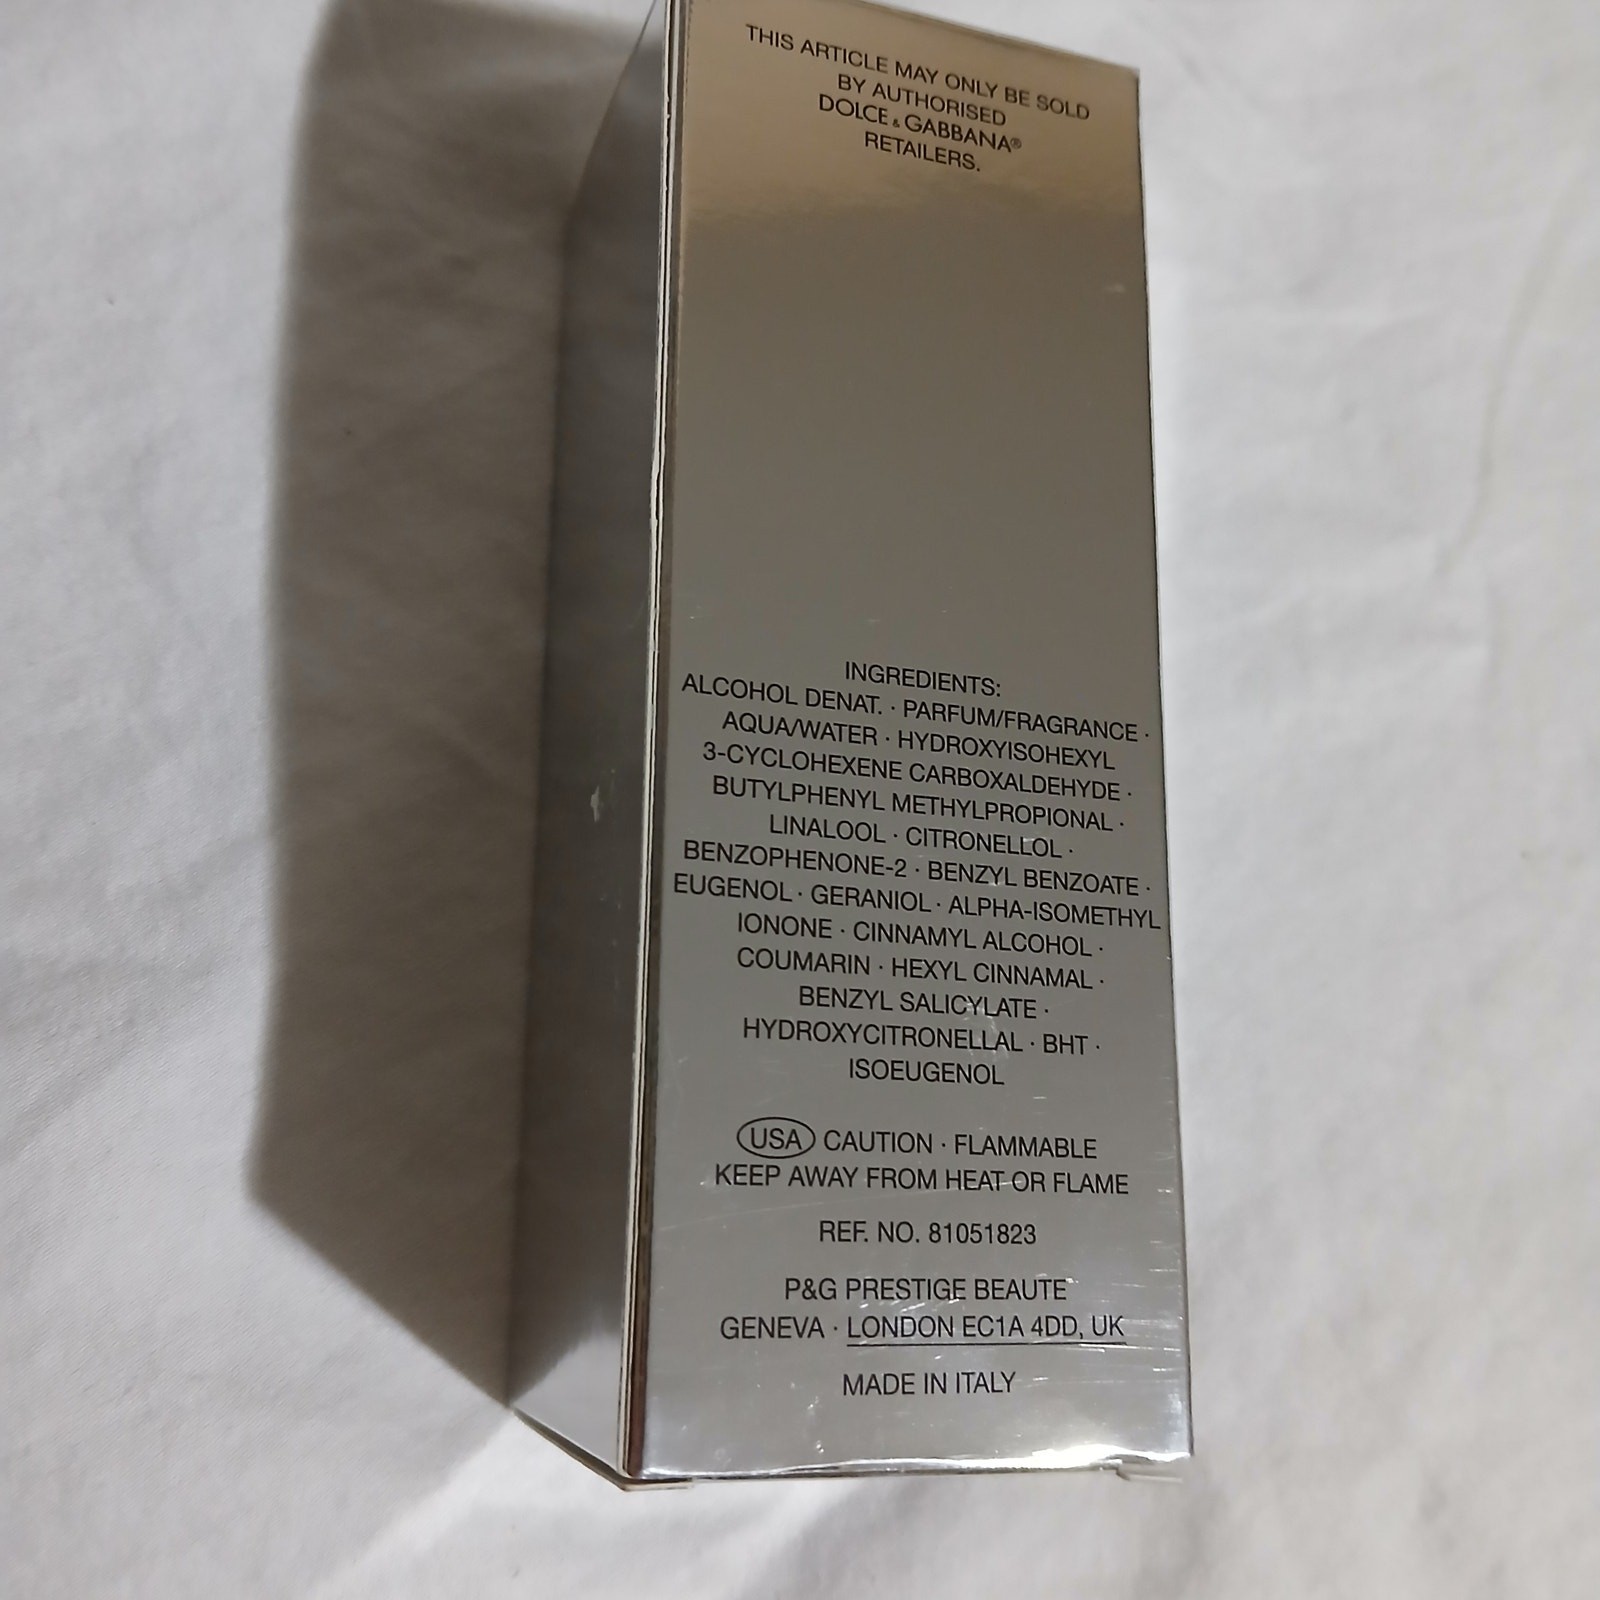 THIS ARTICLE MAY ONLY BE SOLD
BY AUTHORISED
DOLCE & GABBANA®
RETAILERS.
INGREDIENTS:
ALCOHOL DENAT. · PARFUM/FRAGRANCE ·
AQUA/WATER · HYDROXYISOHEXYL
3-CYCLOHEXENE CARBOXALDEHYDE ·
BUTYLPHENYL METHYLPROPIONAL ·
LINALOOL · CITRONELLOL ·
BENZOPHENONE-2 · BENZYL BENZOATE ·
EUGENOL · GERANIOL · ALPHA-ISOMETHYL
IONONE · CINNAMYL ALCOHOL ·
COUMARIN · HEXYL CINNAMAL ·
BENZYL SALICYLATE ·
HYDROXYCITRONELLAL · BHT ·
ISOEUGENOL
USA CAUTION · FLAMMABLE
KEEP AWAY FROM HEAT OR FLAME
REF. NO. 81051823
P&G PRESTIGE BEAUTE
GENEVA · LONDON EC1A 4DD, UK
MADE IN ITALY